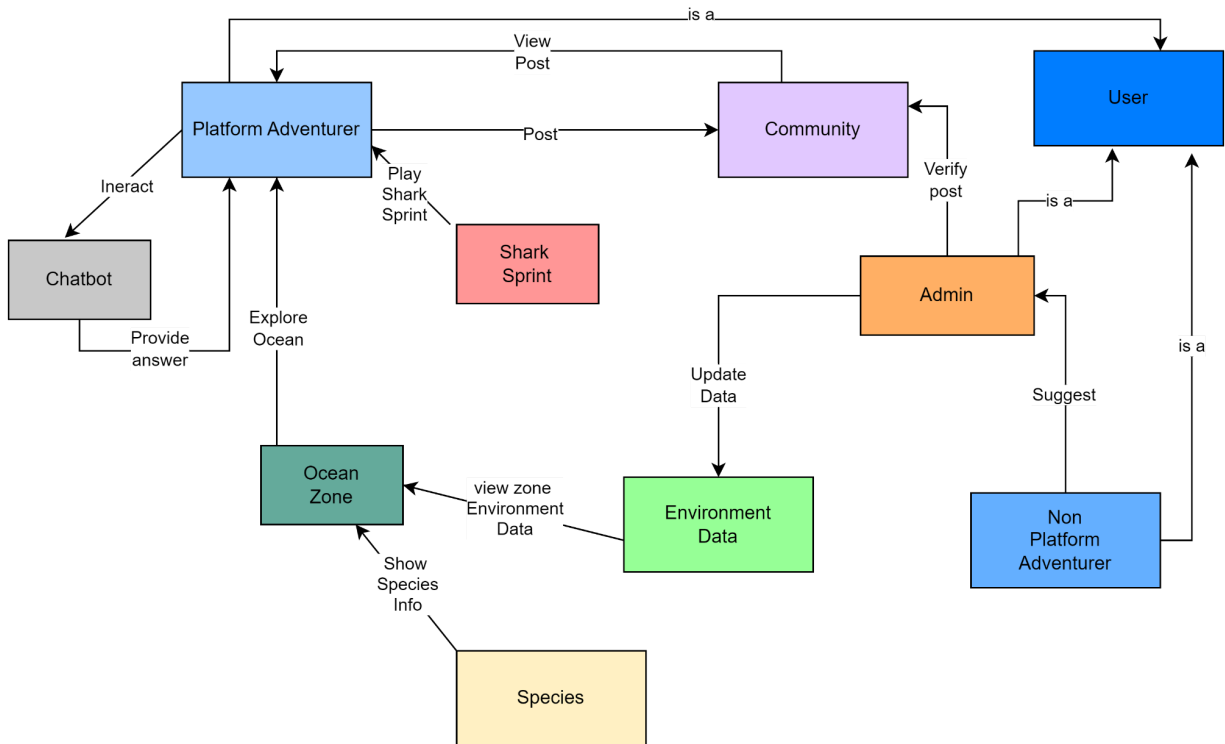 is a
View
Post
User
Platform Adventurer
Post
Community
Verify
post
Ineract
Play
Shark
Sprint
is a
Shark
Sprint
Chatbot
Admin
Provide
answer
Explore
Ocean
is a
Update
Data
Suggest
Ocean
Zone
view zone
Environment
Data
Environment
Data
Non
Platform
Adventurer
Show
Species
Info
Species